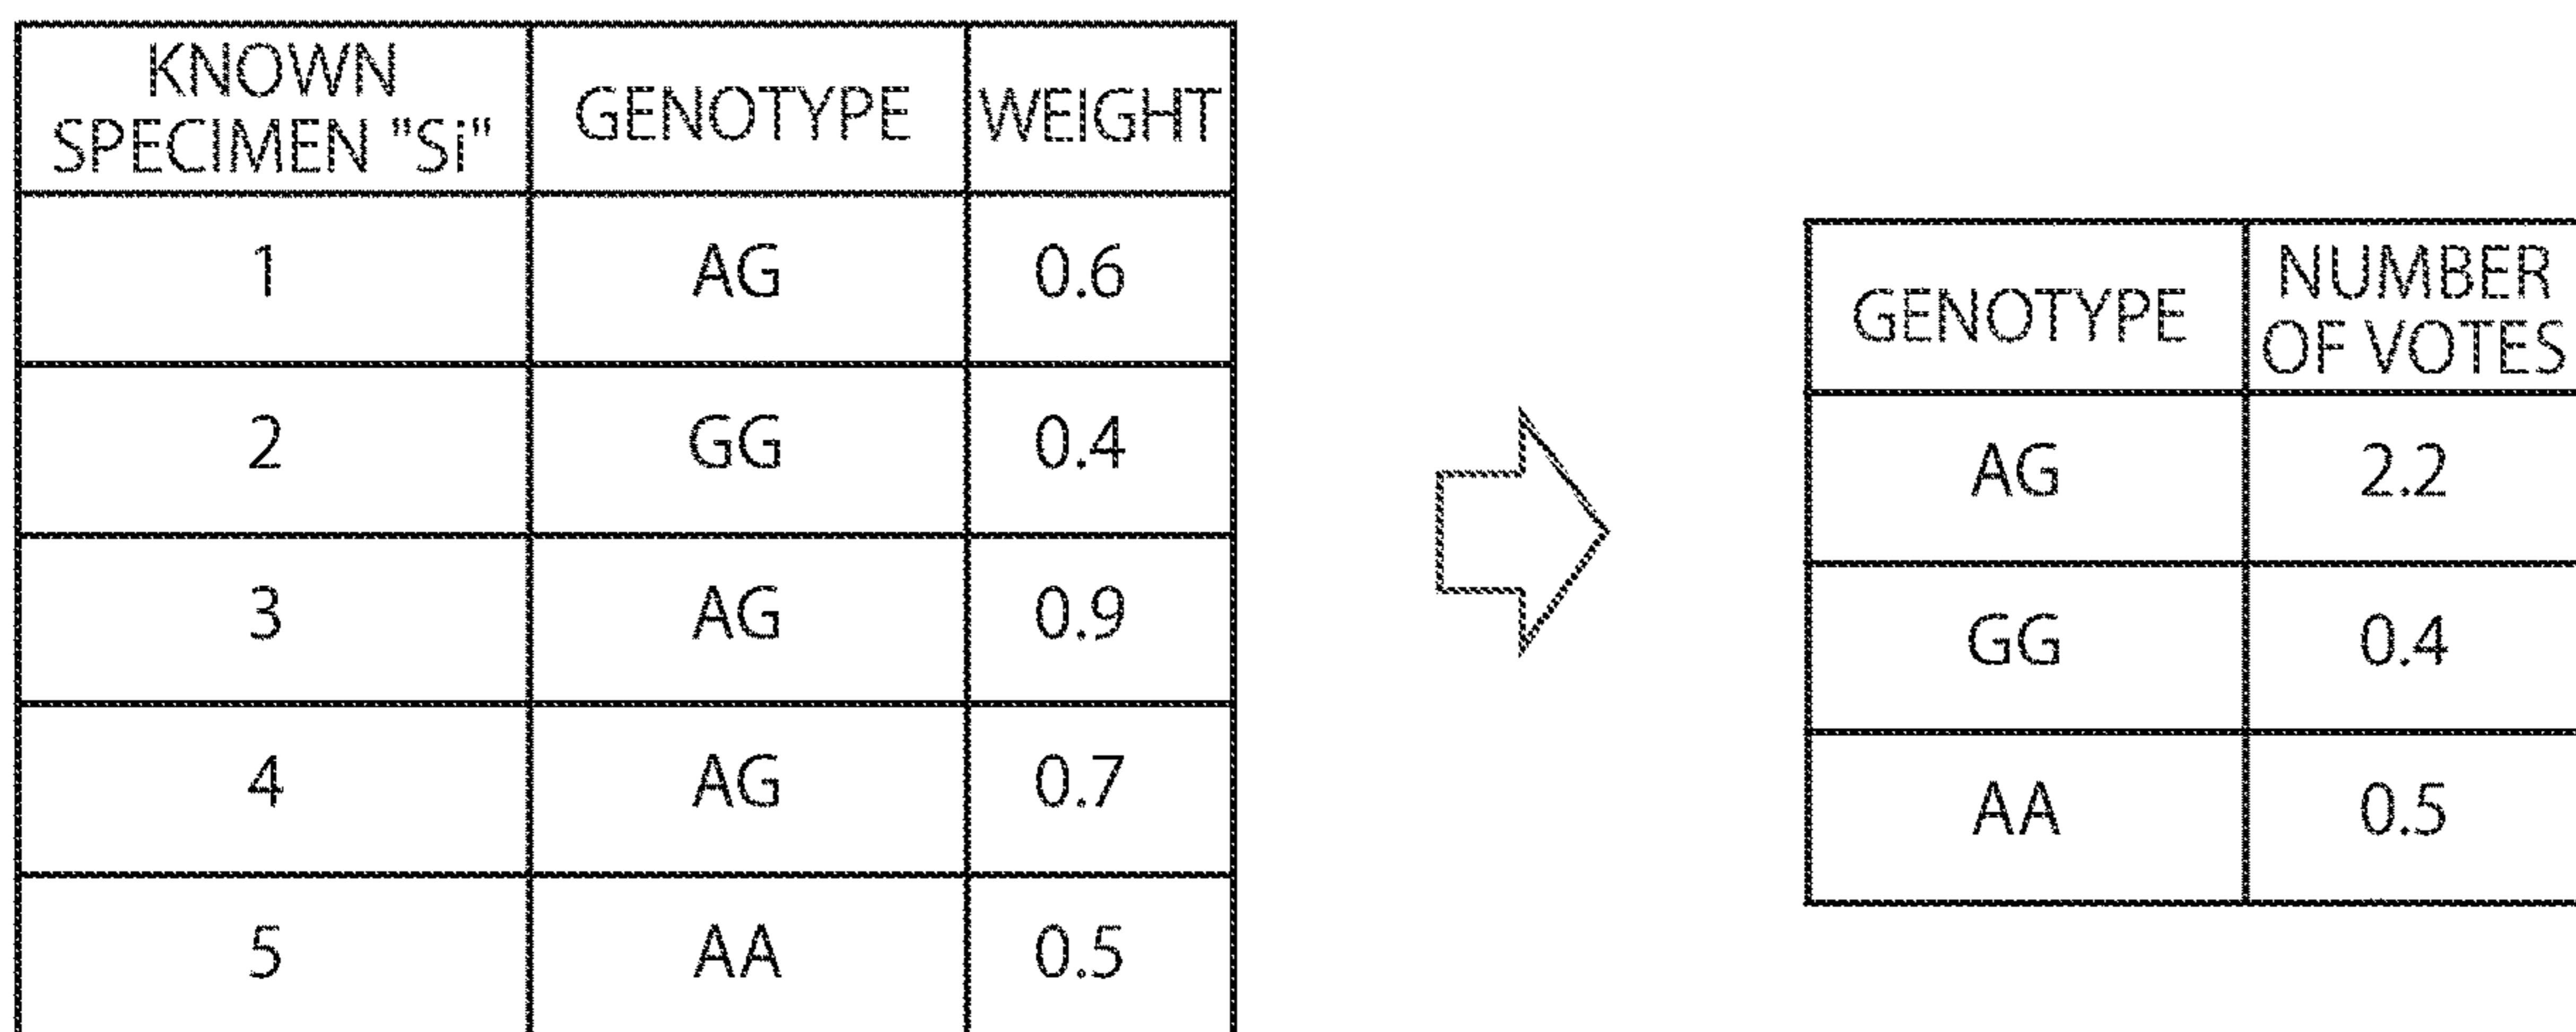 KNOWN
SPECIMEN "Si" GENOTYPE WEIGHT
1 AG 0.6
2 GG 0.4
3 AG 0.9
4 AG 0.7
5 AA 0.5
GENOTYPE NUMBER
OF VOTES
AG 2.2
GG 0.4
AA 0.5